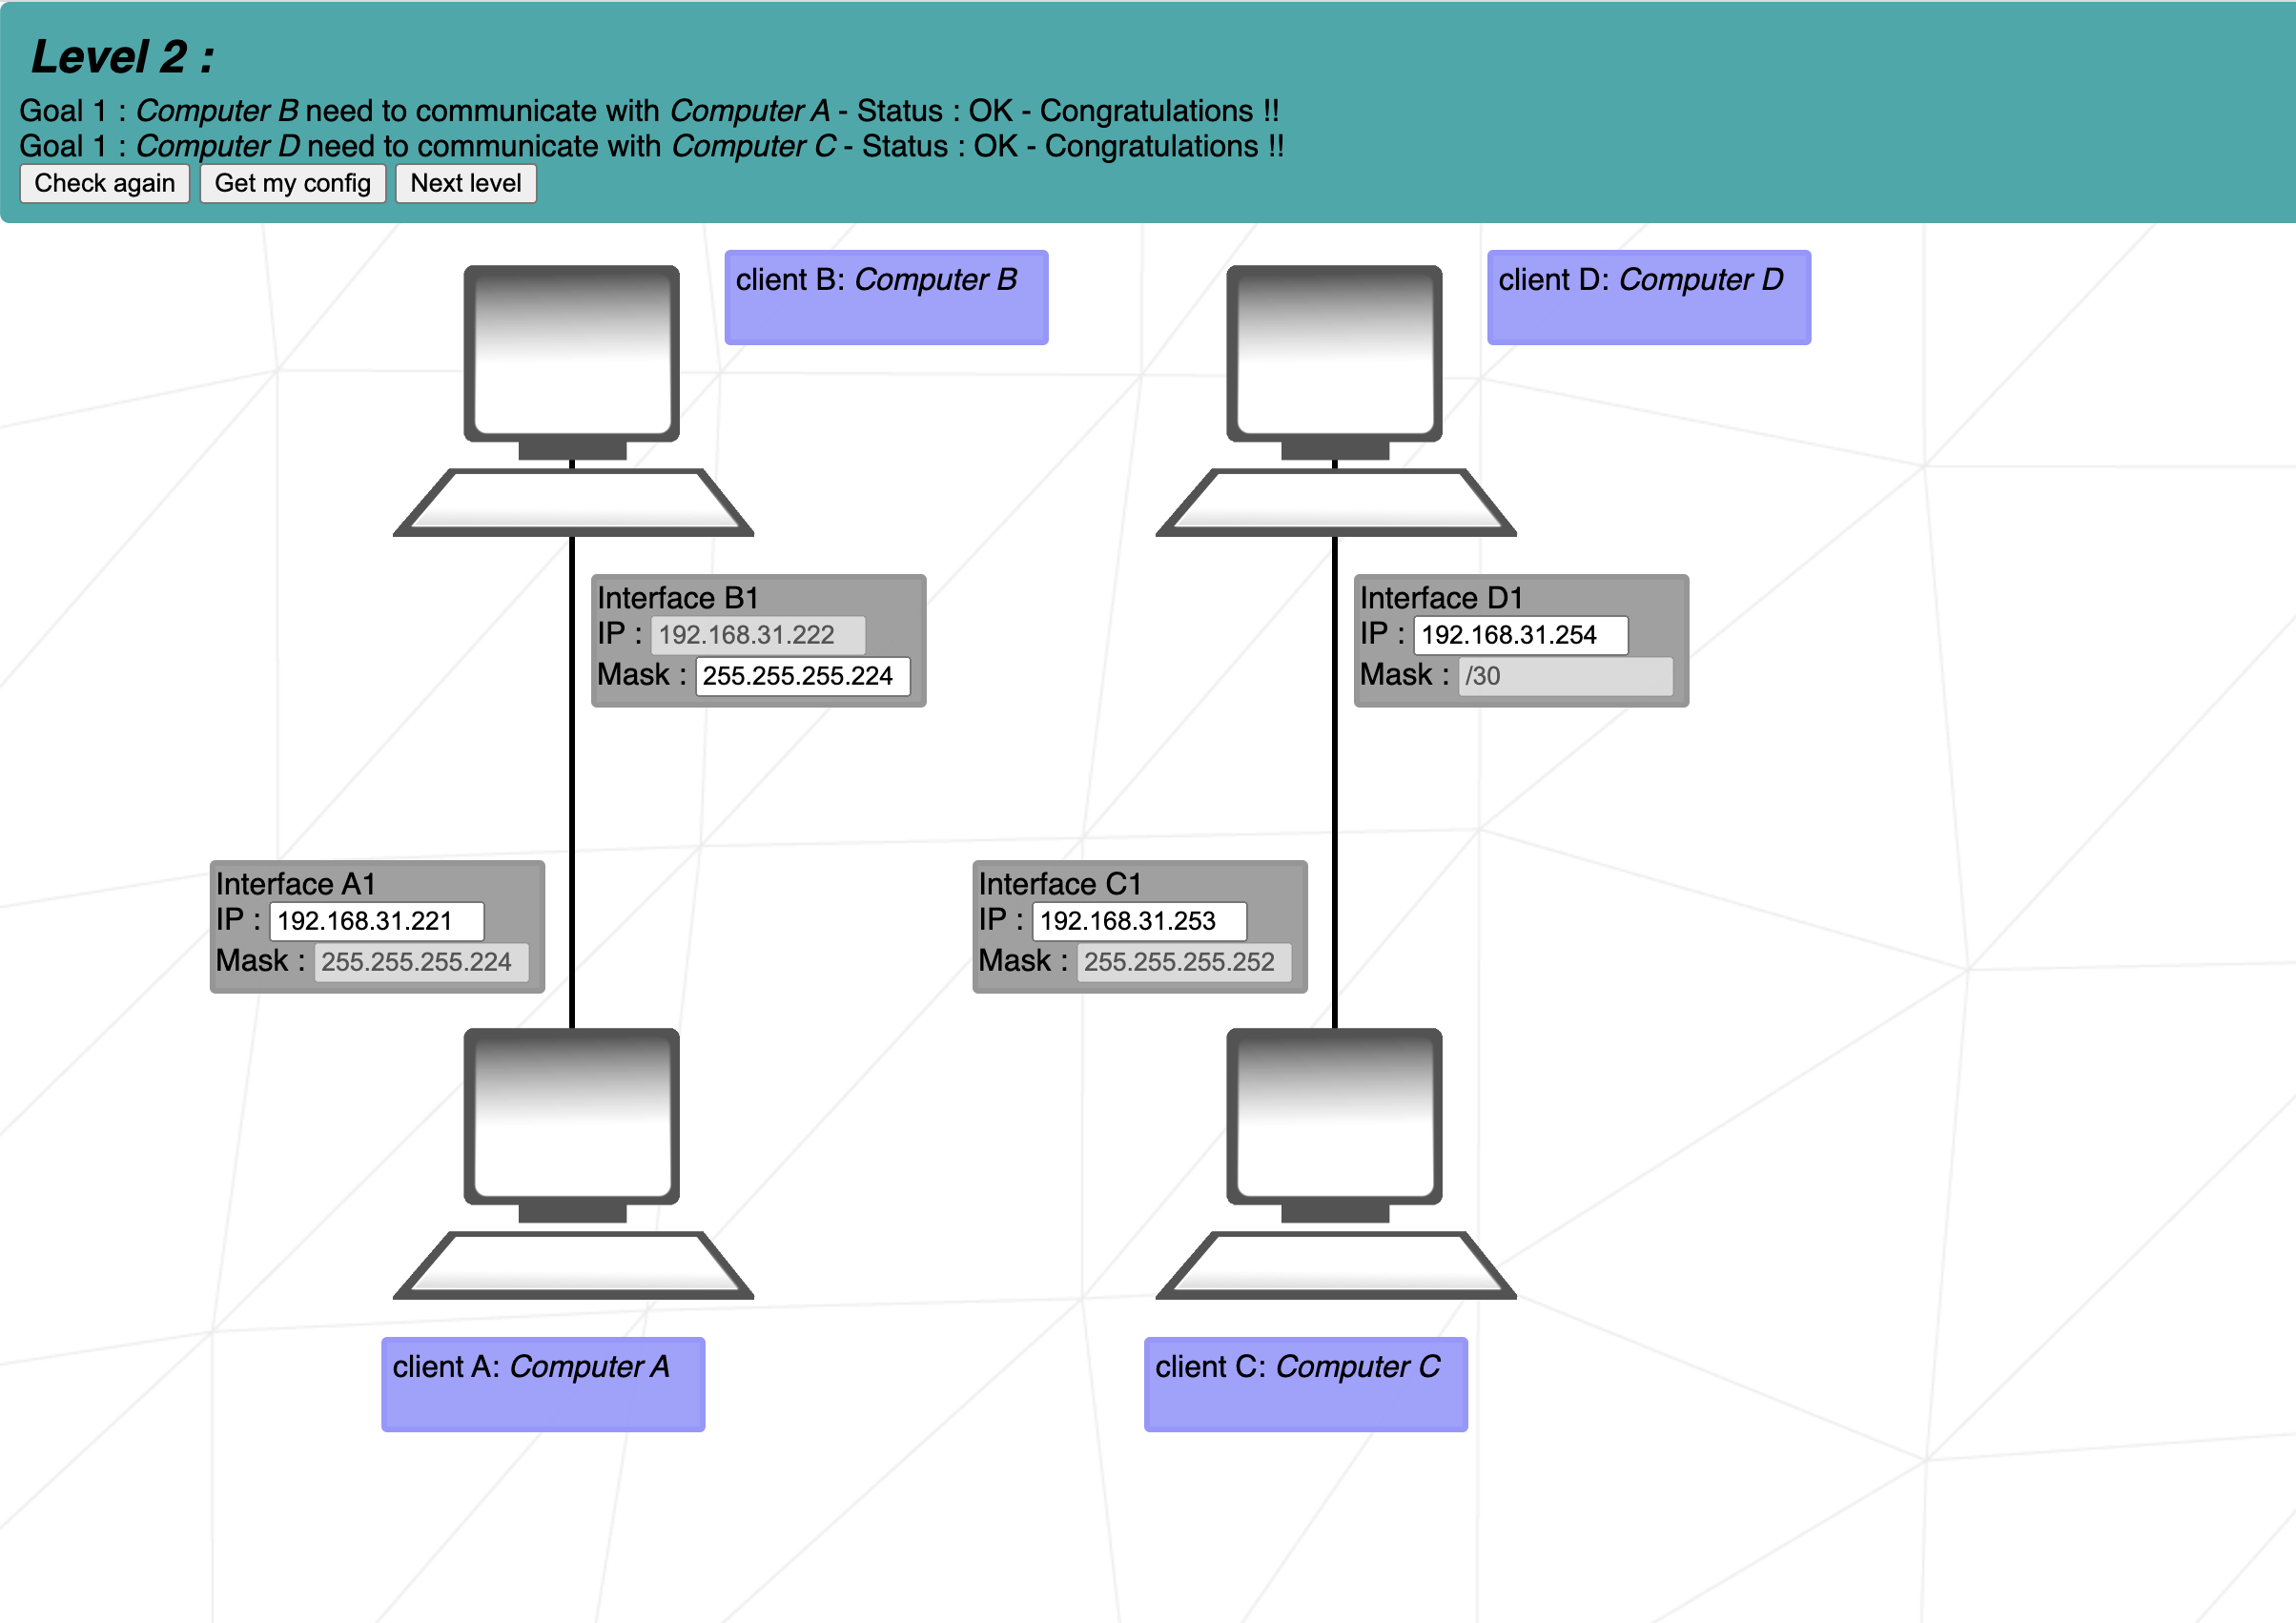 Level 2 :
Goal 1 : Computer B need to communicate with Computer A - Status : OK - Congratulations !!
Goal 1 : Computer D need to communicate with Computer C - Status : OK - Congratulations !!
Check again Get my config Next level
client B: Computer B
client D: Computer D
Interface B1
IP : 192.168.31.222
Mask : 255.255.255.224
Interface D1
IP : 192.168.31.254
Mask : /30
Interface A1
IP : 192.168.31.221
Mask : 255.255.255.224
Interface C1
IP : 192.168.31.253
Mask : 255.255.255.252
client A: Computer A
client C: Computer C